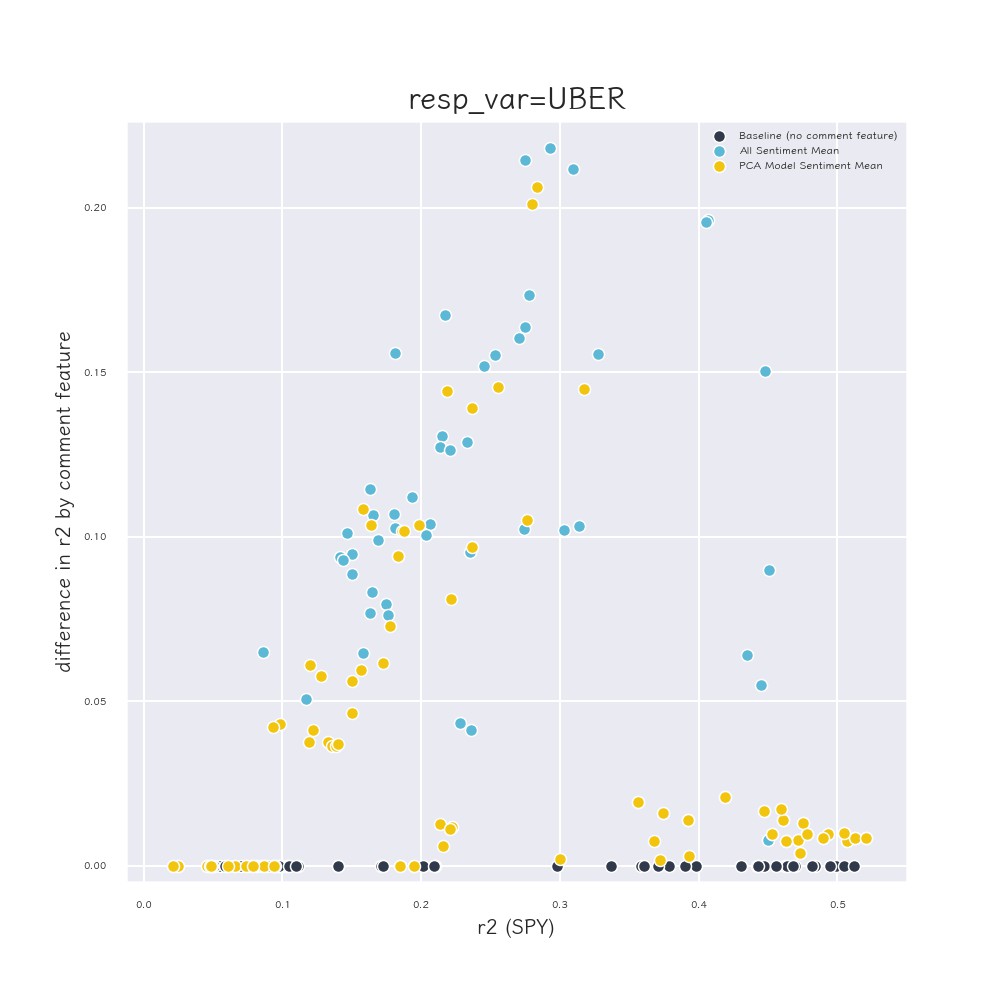 resp_var=UBER
Baseline (no comment feature)
All Sentiment Mean
PCA Model Sentiment Mean
difference in r2 by comment feature
0.20
0.15
0.10
0.05
0.00
0.0 0.1 0.2 0.3 0.4 0.5
r2 (SPY)